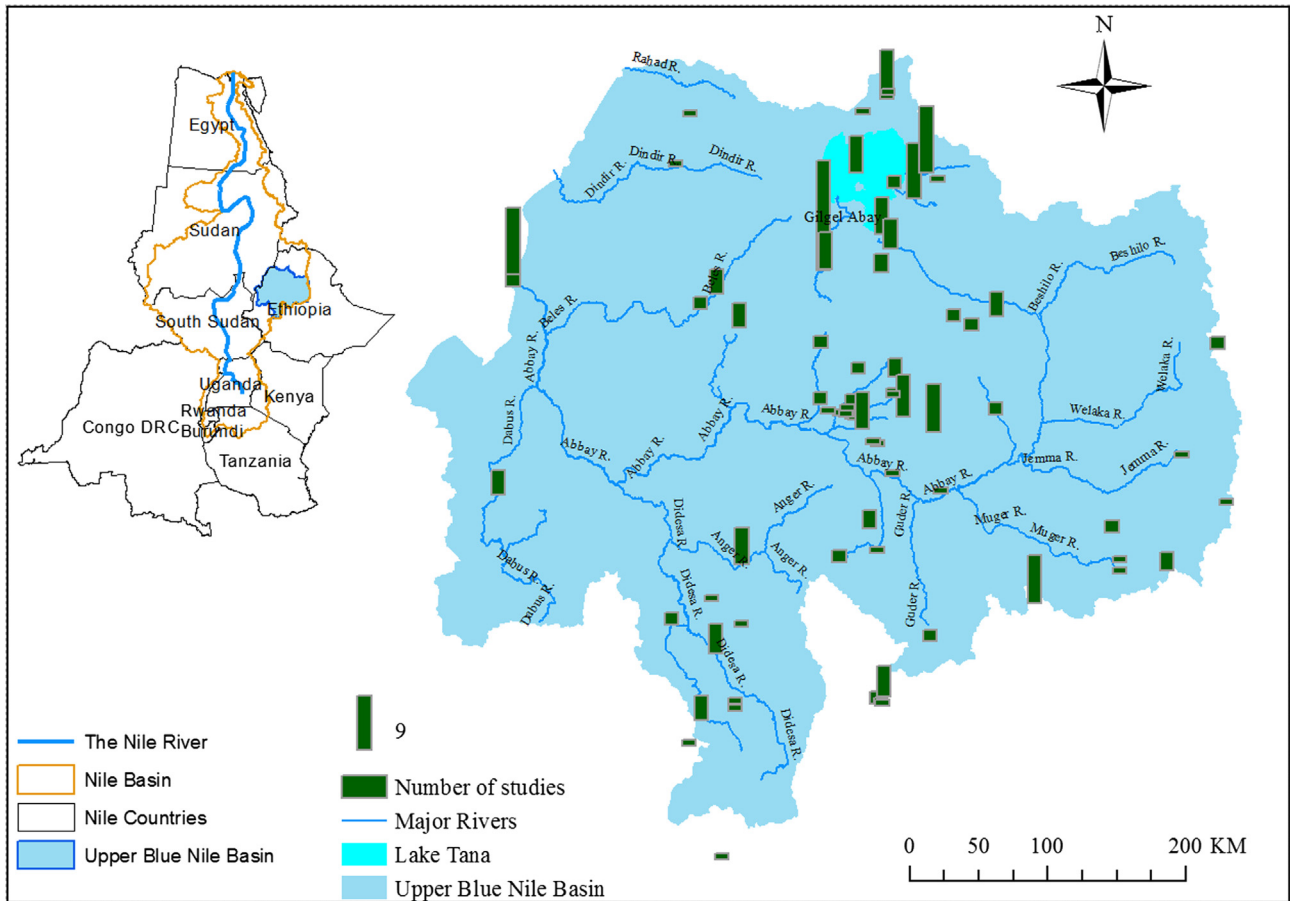 Egypt
Sudan
South Sudan
Ethiopia
Uganda
Kenya
Rwanda
Burundi
Congo DRC
Tanzania
The Nile River
Nile Basin
Nile Countries
Upper Blue Nile Basin
9
Number of studies
Major Rivers
Lake Tana
Upper Blue Nile Basin
N
Rahad R.
Dindir R.
Dindir R.
Dindir R.
Gilgel Abay
Beles R.
Beles R.
Beshilo R.
Beshilo R.
Abbay R.
Dabus R.
Abbay R.
Abbay R.
Abbay R.
Abbay R.
Abbay R.
Abbay R.
Welaka R.
Welaka R.
Jemma R.
Jemma R.
Guder R.
Guder R.
Muger R.
Muger R.
Anger R.
Anger R.
Anger R.
Didesa R.
Didesa R.
Didesa R.
Didesa R.
Dabus R.
Dabus R.
0 50 100 200 KM